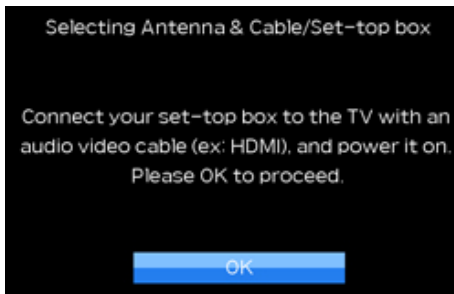 Selecting Antenna & Cable/Set-top box
Connect your set-top box to the TV with an
audio video cable (ex: HDMI), and power it on.
Please OK to proceed.
OK